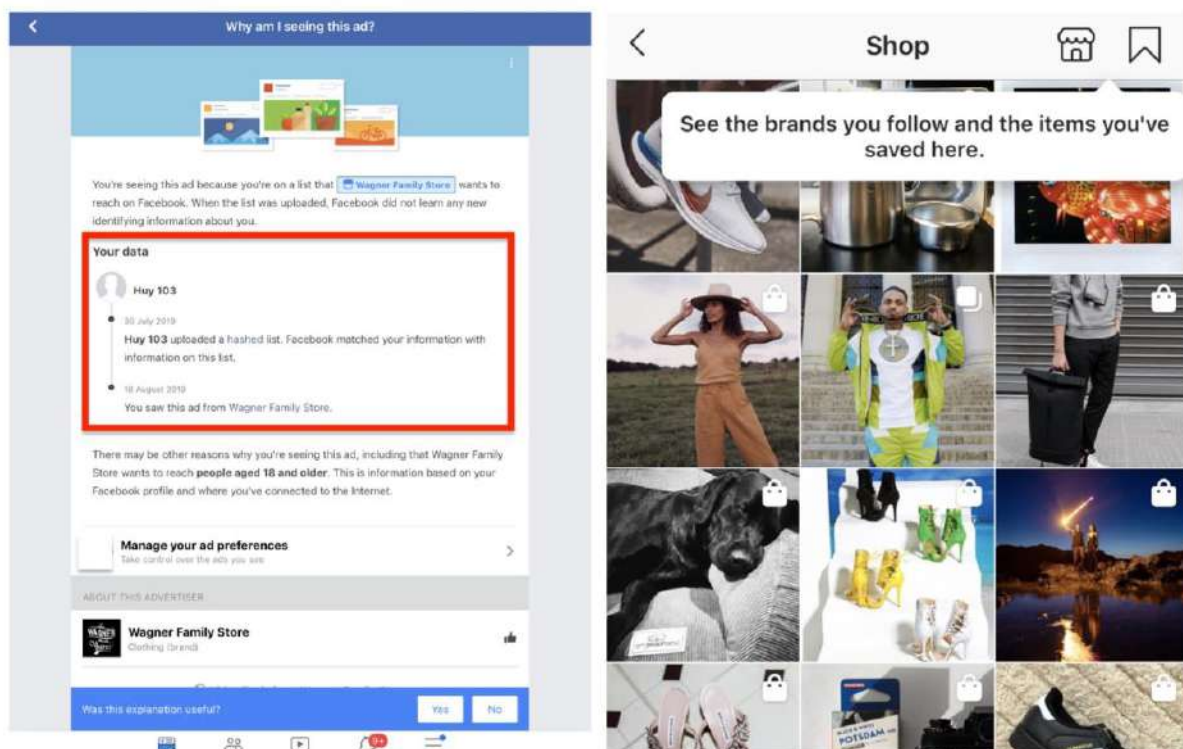 Why am I seeing this ad?
You're seeing this ad because you're on a list that Wagner Family Store wants to
reach on Facebook. When the list was uploaded, Facebook did not learn any new
identifying information about you.
Your data
Huy 103
30 July 2019
Huy 103 uploaded a hashed list. Facebook matched your information with
information on this list.
18 August 2019
You saw this ad from Wagner Family Store.
There may be other reasons why you're seeing this ad, including that Wagner Family
Store wants to reach people aged 18 and older. This is information based on your
Facebook profile and where you've connected to the Internet.
Manage your ad preferences
Take control over the ads you see
ABOUT THIS ADVERTISER
WAGNER
Wagner Family Store
Clothing (brand)
Was this explanation useful?
Yes
No
9+
Shop
See the brands you follow and the items you've
saved here.
POTSDAM